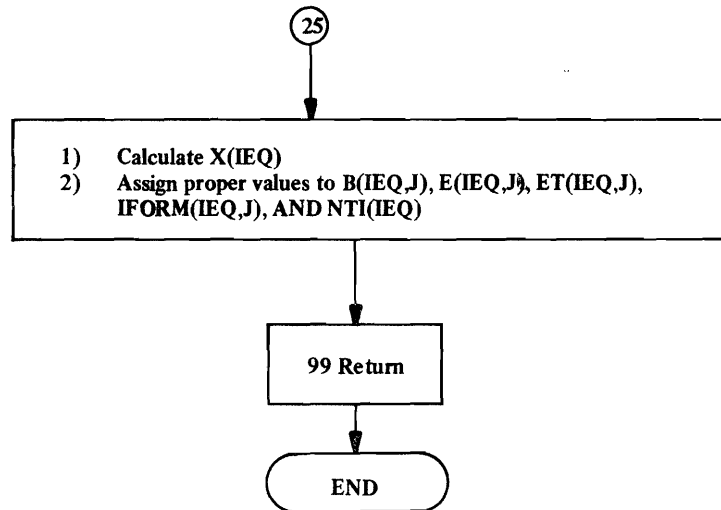 25
1) Calculate X(IEQ)
2) Assign proper values to B(IEQ,J), E(IEQ,J), ET(IEQ,J),
IFORM(IEQ,J), AND NTI(IEQ)
99 Return
END